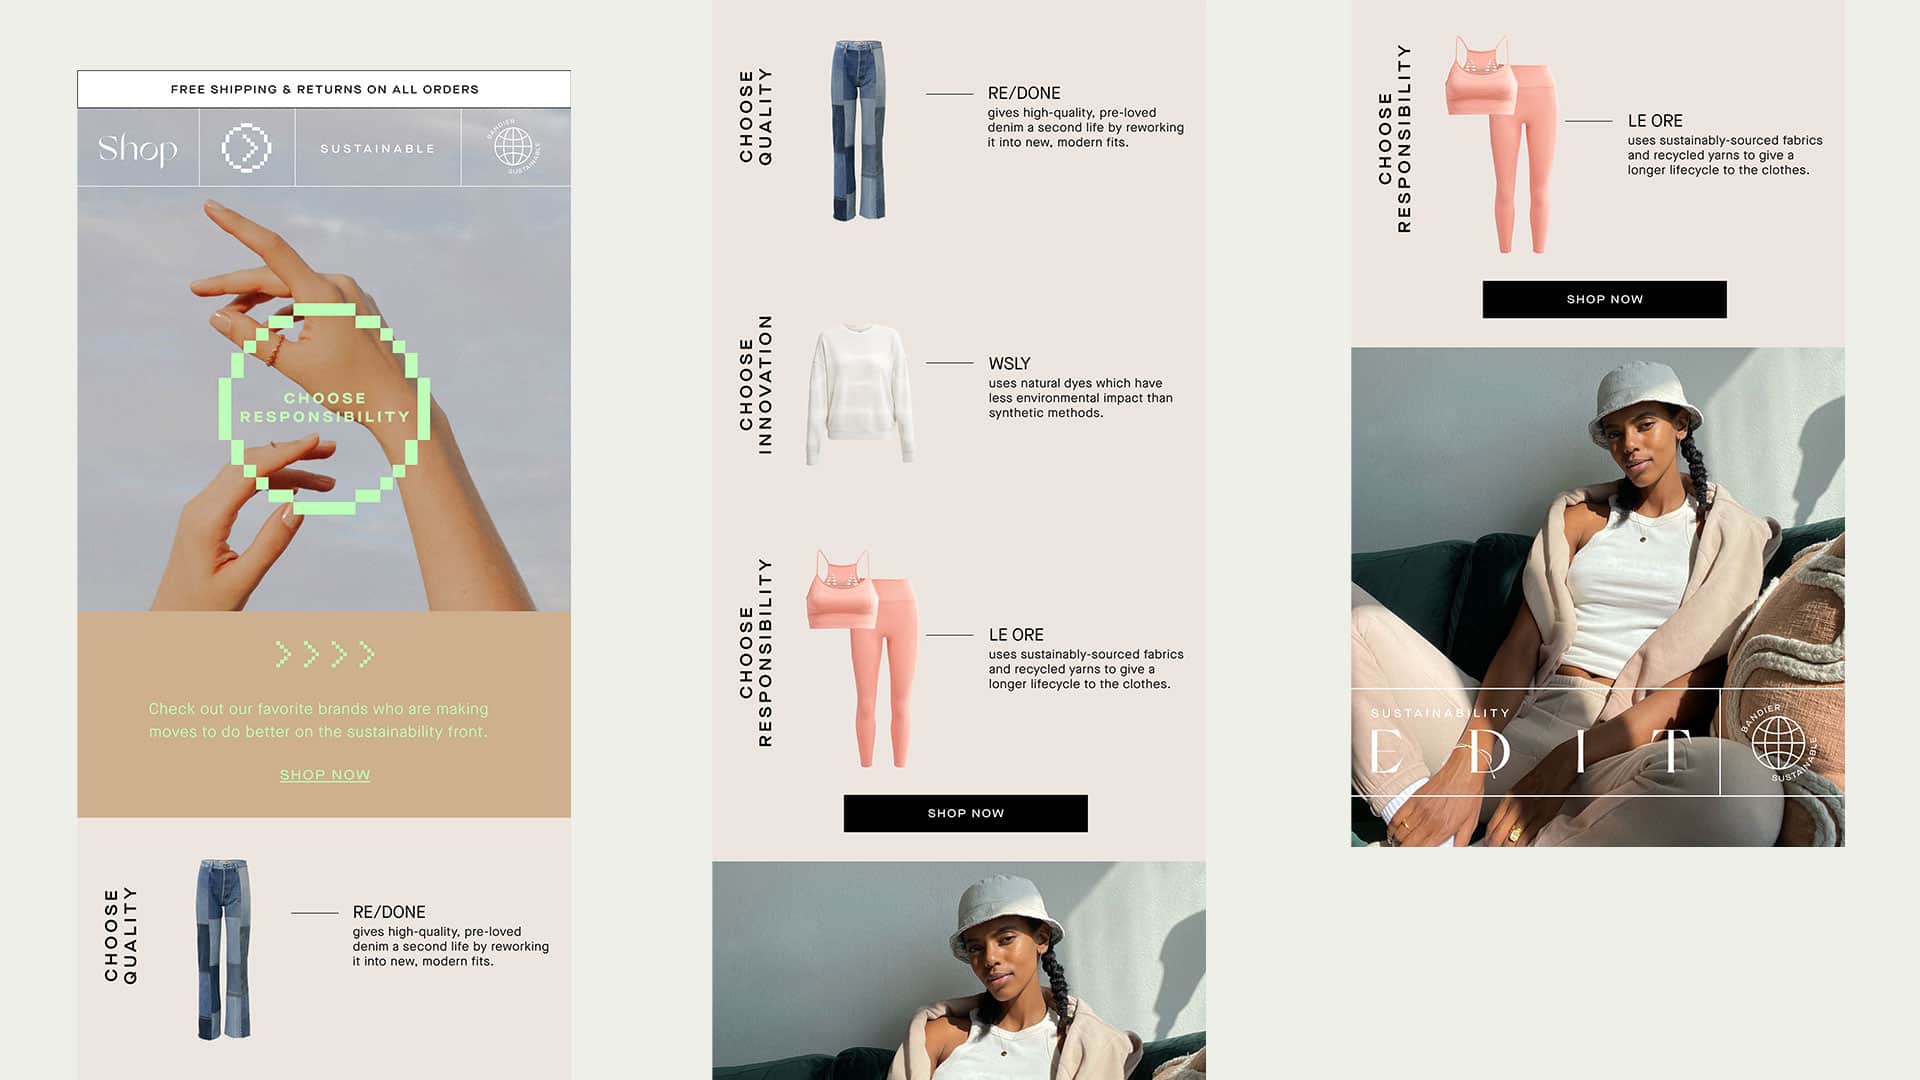 FREE SHIPPING & RETURNS ON ALL ORDERS
Shop
SUSTAINABLE
BANDIER
SUSTAINABLE
CHOOSE
RESPONSIBILITY
Check out our favorite brands who are making
moves to do better on the sustainability front.
SHOP NOW
CHOOSE
QUALITY
RE/DONE
gives high-quality, pre-loved
denim a second life by reworking
it into new, modern fits.
CHOOSE
QUALITY
RE/DONE
gives high-quality, pre-loved
denim a second life by reworking
it into new, modern fits.
CHOOSE
INNOVATION
WSLY
uses natural dyes which have
less environmental impact than
synthetic methods.
CHOOSE
RESPONSIBILITY
LE ORE
uses sustainably-sourced fabrics
and recycled yarns to give a
longer lifecycle to the clothes.
SHOP NOW
CHOOSE
RESPONSIBILITY
LE ORE
uses sustainably-sourced fabrics
and recycled yarns to give a
longer lifecycle to the clothes.
SHOP NOW
SUSTAINABILITY
EDIT
BANDIER
SUSTAINABLE